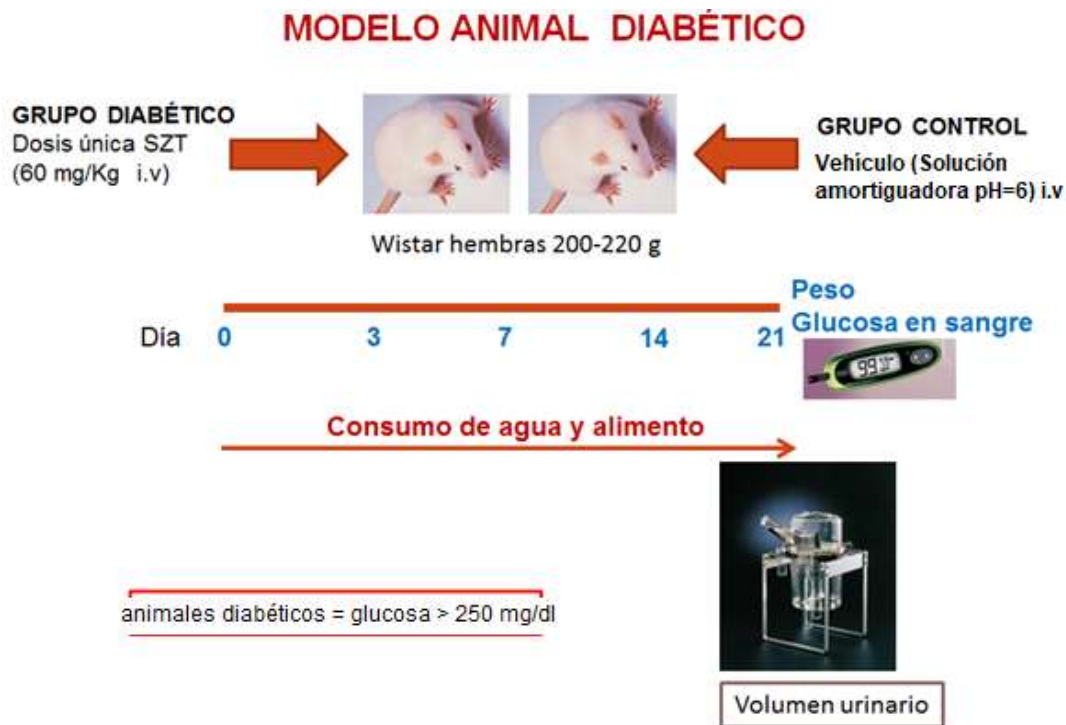 MODELO ANIMAL DIABÉTICO
GRUPO DIABÉTICO
Dosis única SZT
(60 mg/Kg i.v)
GRUPO CONTROL
Vehículo (Solución
amortiguadora pH=6) i.v
Wistar hembras 200-220 g
Peso
Glucosa en sangre
Día 0 3 7 14 21
99
Consumo de agua y alimento
animales diabéticos = glucosa > 250 mg/dl
Volumen urinario